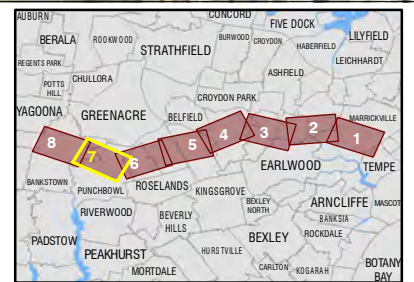 AUBURN
CONCORD
FIVE DOCK
BERALA
ROOKWOOD
STRATHFIELD
BURWOOD
CROYDON
HABERFIELD
LILYFIELD
REGENTS PARK
CHULLORA
ASHFIELD
LEICHHARDT
POTTS
HILL
CROYDON PARK
YAGOONA
GREENACRE
BELFIELD
MARRICKVILLE
8
7
6
5
4
3
2
1
BANKSTOWN
PUNCHBOWL
ROSELANDS
KINGSGROVE
EARLWOOD
TEMPE
RIVERWOOD
BEVERLY
HILLS
BEXLEY
NORTH
ARNCLIFFE
MASCOT
BANKSIA
PADSTOW
PEAKHURST
HURSTVILLE
BEXLEY
ROCKDALE
MORTDALE
CARLTON
KOGARAH
BOTANY
BAY